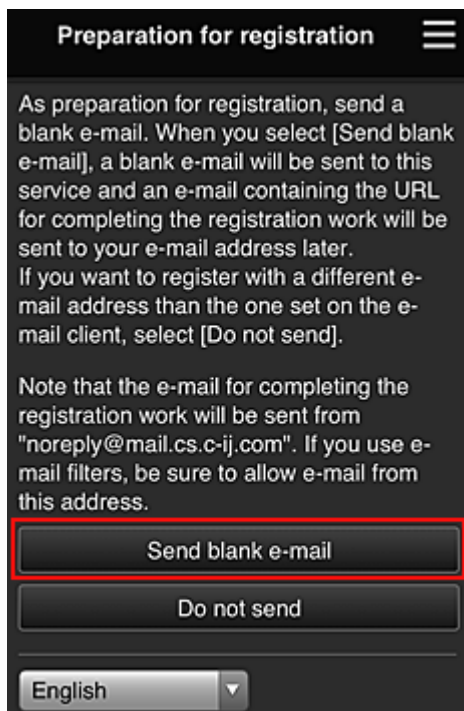 Preparation for registration
As preparation for registration, send a
blank e-mail. When you select [Send blank
e-mail], a blank e-mail will be sent to this
service and an e-mail containing the URL
for completing the registration work will be
sent to your e-mail address later.
If you want to register with a different e-
mail address than the one set on the e-
mail client, select [Do not send].
Note that the e-mail for completing the
registration work will be sent from
"noreply@mail.cs.c-ij.com". If you use e-
mail filters, be sure to allow e-mail from
this address.
Send blank e-mail
Do not send
English